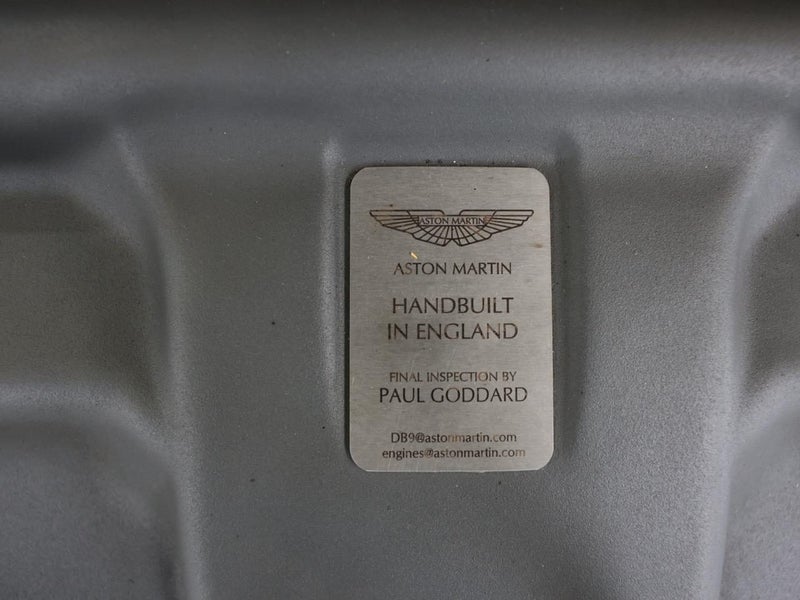 ASTON MARTIN
ASTON MARTIN
HANDBUILT
IN ENGLAND
FINAL INSPECTION BY
PAUL GODDARD
DB9@astonmartin.com
engines@astonmartin.com